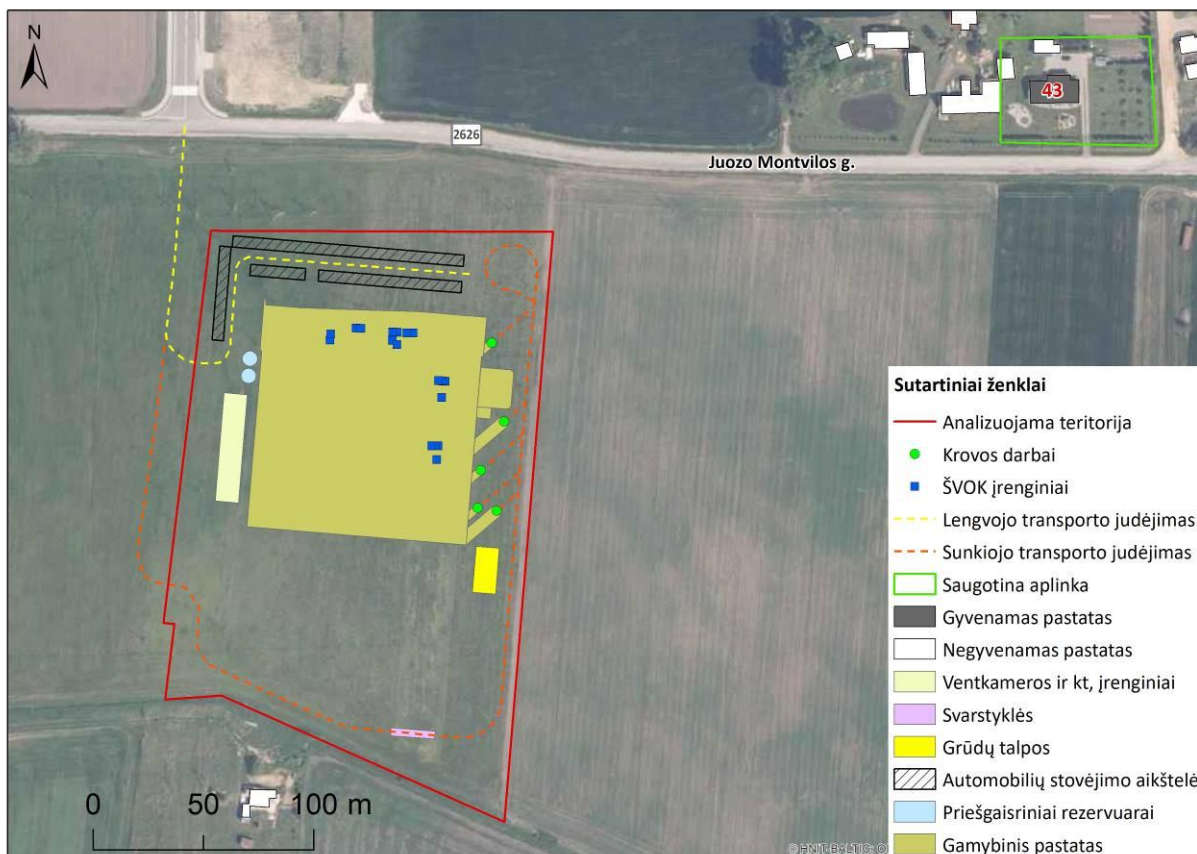 N
2626
Juozo Montvilos g.
43
Sutartiniai ženklai
Analizuojama teritorija
Krovos darbai
ŠVOK įrenginiai
Lengvojo transporto judėjimas
Sunkiojo transporto judėjimas
Saugotina aplinka
Gyvenamas pastatas
Negyvenamas pastatas
Ventkameros ir kt, įrenginiai
Svarstyklės
Grūdų talpos
Automobilių stovėjimo aikštelė
Priešgaisriniai rezervuarai
Gamybinis pastatas
0 50 100 m
© HNIT-BALTIC,